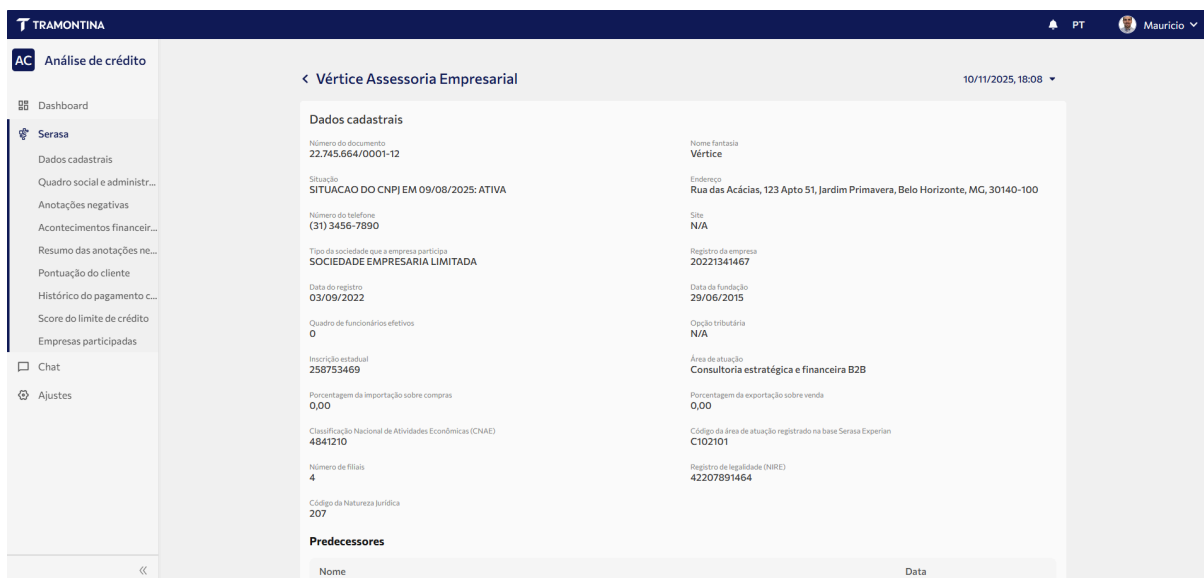 TRAMONTINA
PT
Mauricio
AC
Análise de crédito
Dashboard
Serasa
Dados cadastrais
Quadro social e administr...
Anotações negativas
Acontecimentos financeir...
Resumo das anotações ne...
Pontuação do cliente
Histórico do pagamento c...
Score do limite de crédito
Empresas participadas
Chat
Ajustes
Vértice Assessoria Empresarial
10/11/2025, 18:08
Dados cadastrais
Número do documento
22.745.664/0001-12
Nome fantasia
Vértice
Situação
SITUACAO DO CNPJ EM 09/08/2025: ATIVA
Endereço
Rua das Acácias, 123 Apto 51, Jardim Primavera, Belo Horizonte, MG, 30140-100
Número do telefone
(31) 3456-7890
Site
N/A
Tipo da sociedade que a empresa participa
SOCIEDADE EMPRESARIA LIMITADA
Registro da empresa
20221341467
Data do registro
03/09/2022
Data da fundação
29/06/2015
Quadro de funcionários efetivos
0
Opção tributária
N/A
Inscrição estadual
258753469
Área de atuação
Consultoria estratégica e financeira B2B
Porcentagem da importação sobre compras
0,00
Porcentagem da exportação sobre venda
0,00
Classificação Nacional de Atividades Econômicas (CNAE)
4841210
Código da área de atuação registrado na base Serasa Experian
C102101
Número de filiais
4
Registro de legalidade (NIRE)
42207891464
Código da Natureza Jurídica
207
Predecessores
Nome
Data